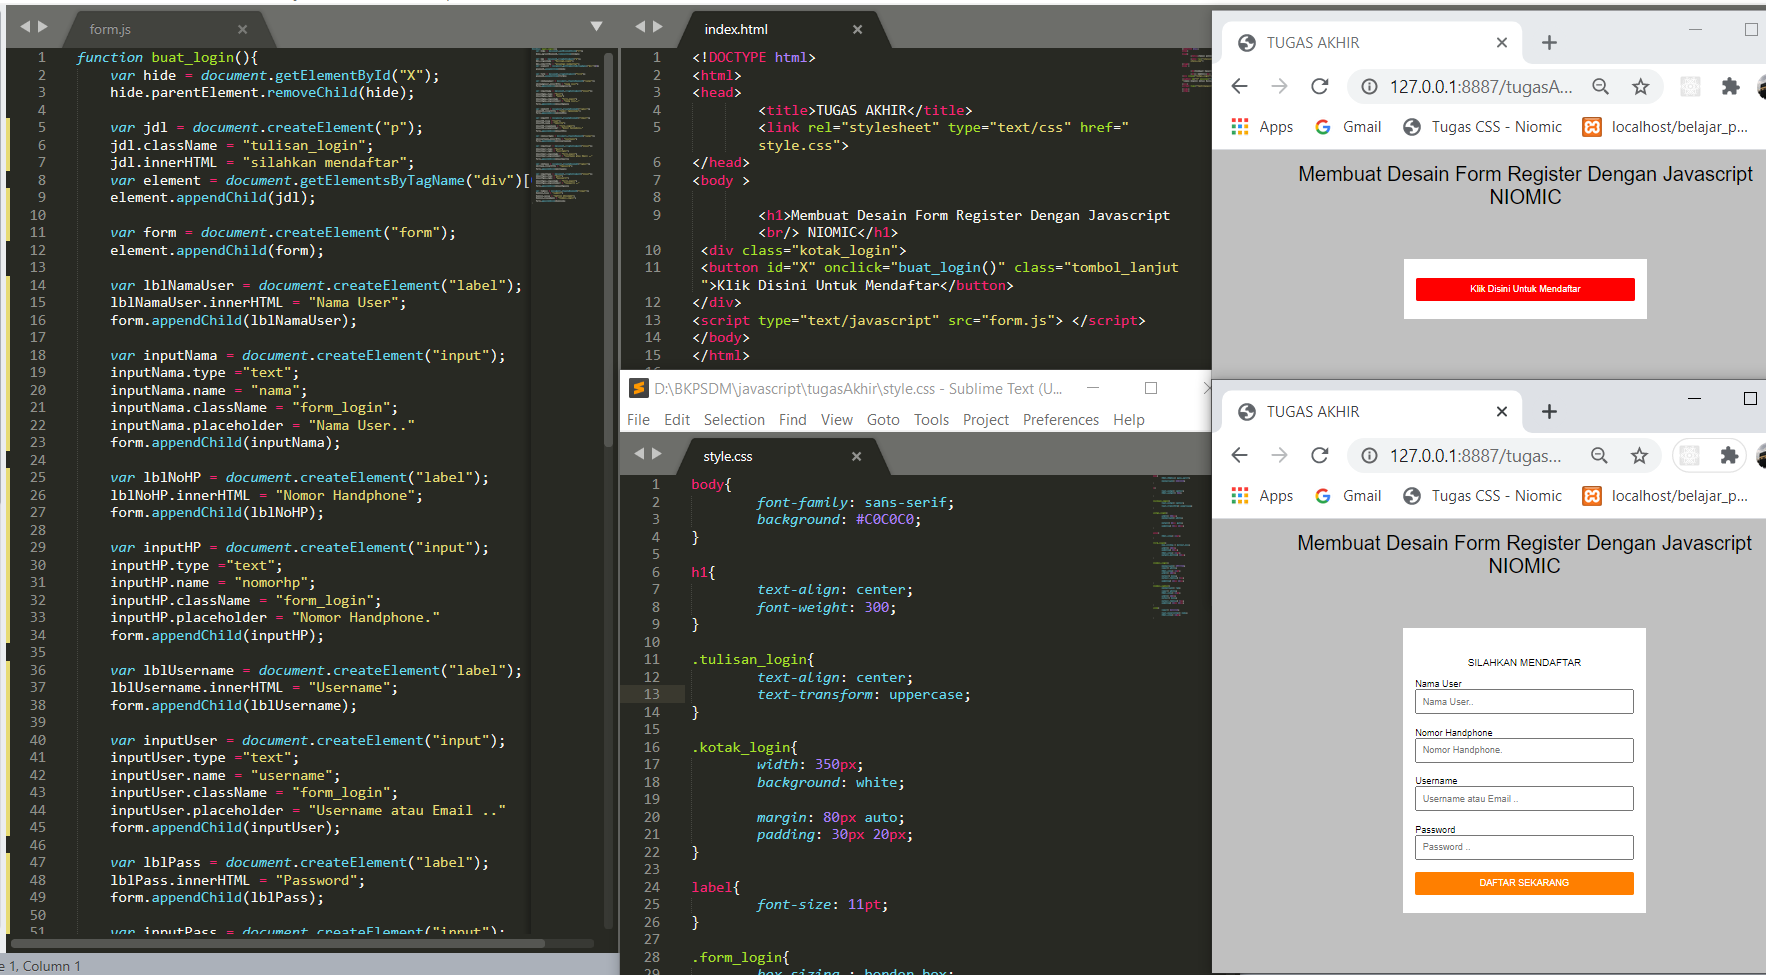 form.js
1 function buat_login(){
2 var hide = document.getElementById("X");
3 hide.parentElement.removeChild(hide);
4
5 var jdl = document.createElement("p");
6 jdl.className = "tulisan_login";
7 jdl.innerHTML = "silahkan mendaftar";
8 var element = document.getElementsByTagName("div")[
9 element.appendChild(jdl);
10
11 var form = document.createElement("form");
12 element.appendChild(form);
13
14 var lblNamaUser = document.createElement("label");
15 lblNamaUser.innerHTML = "Nama User";
16 form.appendChild(lblNamaUser);
17
18 var inputNama = document.createElement("input");
19 inputNama.type ="text";
20 inputNama.name = "nama";
21 inputNama.className = "form_login";
22 inputNama.placeholder = "Nama User.."
23 form.appendChild(inputNama);
24
25 var lblNoHP = document.createElement("label");
26 lblNoHP.innerHTML = "Nomor Handphone";
27 form.appendChild(lblNoHP);
28
29 var inputHP = document.createElement("input");
30 inputHP.type ="text";
31 inputHP.name = "nomorhp";
32 inputHP.className = "form_login";
33 inputHP.placeholder = "Nomor Handphone."
34 form.appendChild(inputHP);
35
36 var lblUsername = document.createElement("label");
37 lblUsername.innerHTML = "Username";
38 form.appendChild(lblUsername);
39
40 var inputUser = document.createElement("input");
41 inputUser.type ="text";
42 inputUser.name = "username";
43 inputUser.className = "form_login";
44 inputUser.placeholder = "Username atau Email .."
45 form.appendChild(inputUser);
46
47 var lblPass = document.createElement("label");
48 lblPass.innerHTML = "Password";
49 form.appendChild(lblPass);
50
51 var inputPass = document.createElement("input");
e 1, Column 1
index.html
1 <!DOCTYPE html>
2 <html>
3 <head>
4 <title>TUGAS AKHIR</title>
5 <link rel="stylesheet" type="text/css" href="
style.css">
6 </head>
7 <body >
8
9 <h1>Membuat Desain Form Register Dengan Javascript
<br/> NIOMIC</h1>
10 <div class="kotak_login">
11 <button id="X" onclick="buat_login()" class="tombol_lanjut
">Klik Disini Untuk Mendaftar</button>
12 </div>
13 <script type="text/javascript" src="form.js"> </script>
14 </body>
15 </html>
D:\BKPSDM\javascript\tugasAkhir\style.css - Sublime Text (U...
File Edit Selection Find View Goto Tools Project Preferences Help
style.css
1 body{
2 font-family: sans-serif;
3 background: #C0C0C0;
4 }
5
6 h1{
7 text-align: center;
8 font-weight: 300;
9 }
10
11 .tulisan_login{
12 text-align: center;
13 text-transform: uppercase;
14 }
15
16 .kotak_login{
17 width: 350px;
18 background: white;
19
20 margin: 80px auto;
21 padding: 30px 20px;
22 }
23
24 label{
25 font-size: 11pt;
26 }
27
28 .form_login{
29 box-sizing : border-box;
TUGAS AKHIR
127.0.0.1:8887/tugasA...
Apps Gmail Tugas CSS - Niomic localhost/belajar_p...
Membuat Desain Form Register Dengan Javascript
NIOMIC
Klik Disini Untuk Mendaftar
TUGAS AKHIR
127.0.0.1:8887/tugas...
Apps Gmail Tugas CSS - Niomic localhost/belajar_p...
Membuat Desain Form Register Dengan Javascript
NIOMIC
SILAHKAN MENDAFTAR
Nama User
Nama User..
Nomor Handphone
Nomor Handphone.
Username
Username atau Email ..
Password
Password ..
DAFTAR SEKARANG